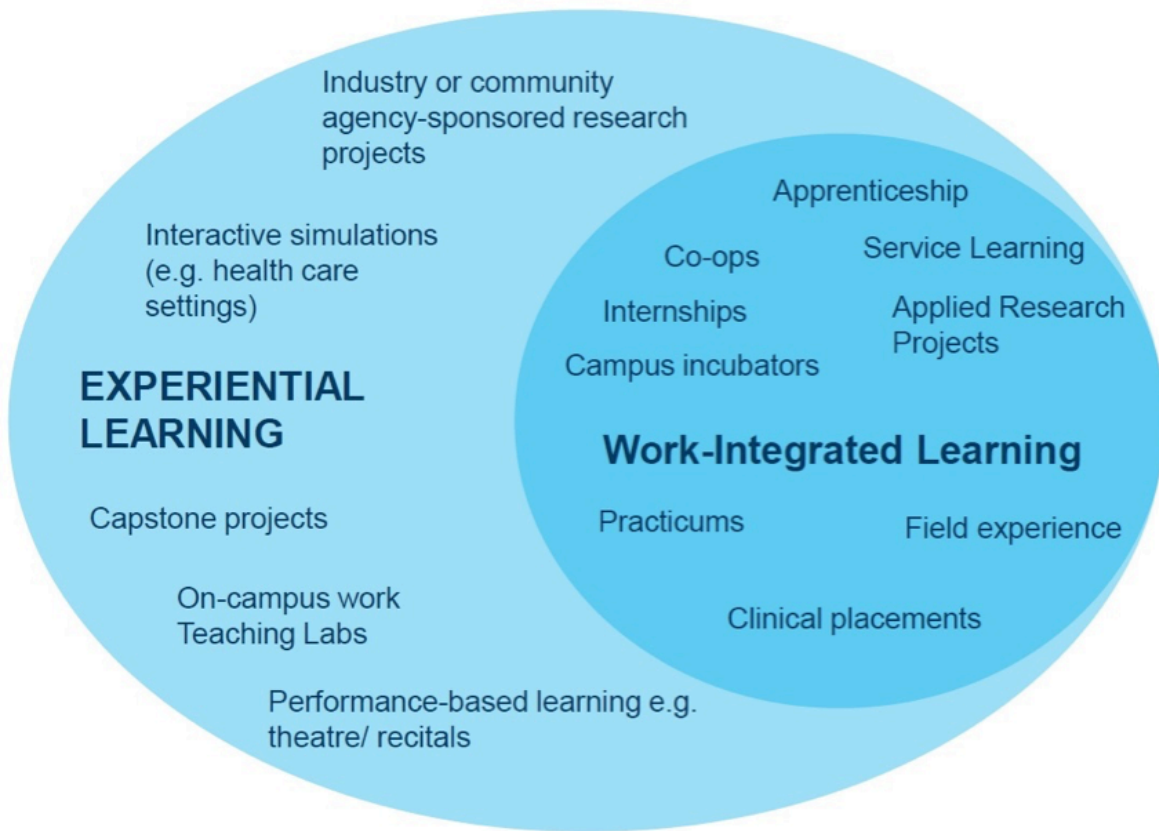 Industry or community
agency-sponsored research
projects
Apprenticeship
Interactive simulations
(e.g. health care
settings)
Co-ops
Service Learning
Internships
Applied Research
Projects
Campus incubators
EXPERIENTIAL
LEARNING
Work-Integrated Learning
Capstone projects
Practicums
Field experience
On-campus work
Teaching Labs
Clinical placements
Performance-based learning e.g.
theatre/ recitals